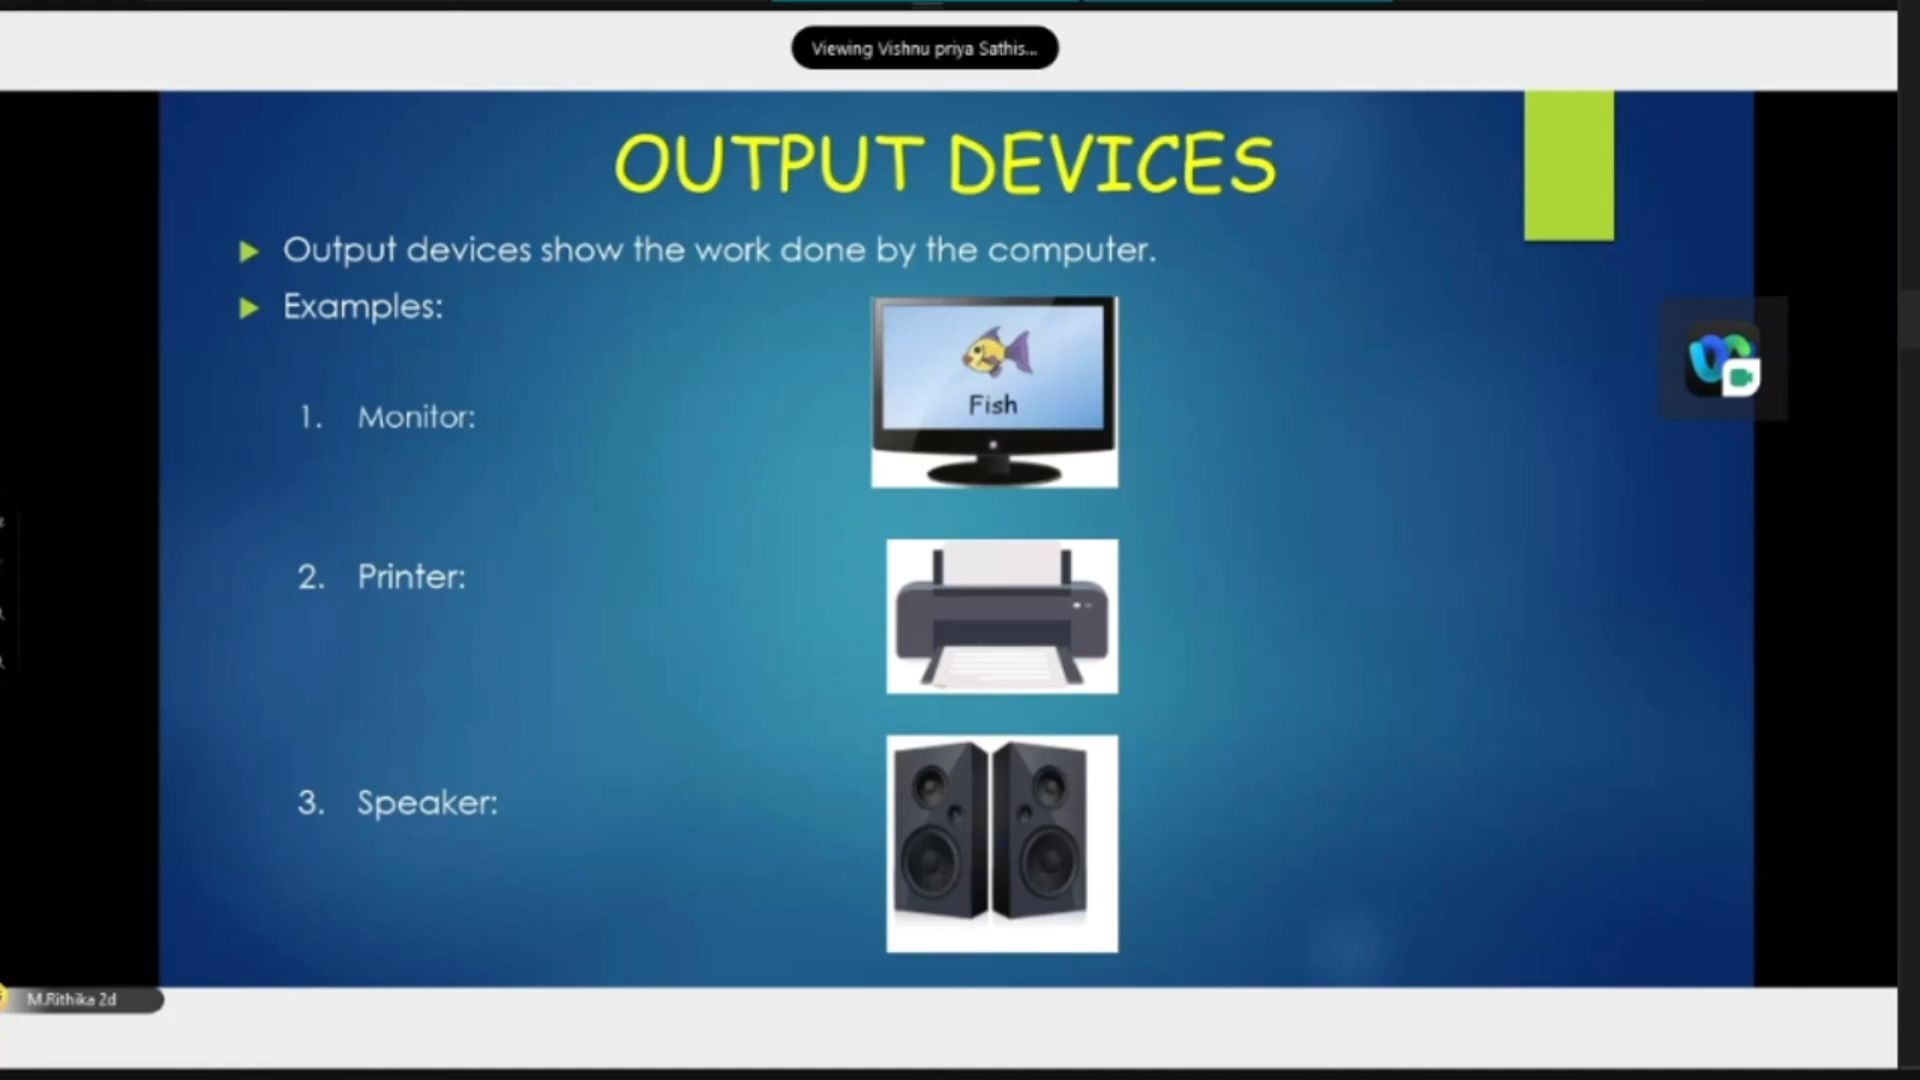 Viewing Vishnu priya Sathis...
OUTPUT DEVICES
Output devices show the work done by the computer.
Examples:
Fish
1. Monitor:
2. Printer:
3. Speaker:
M.Rithika 2d